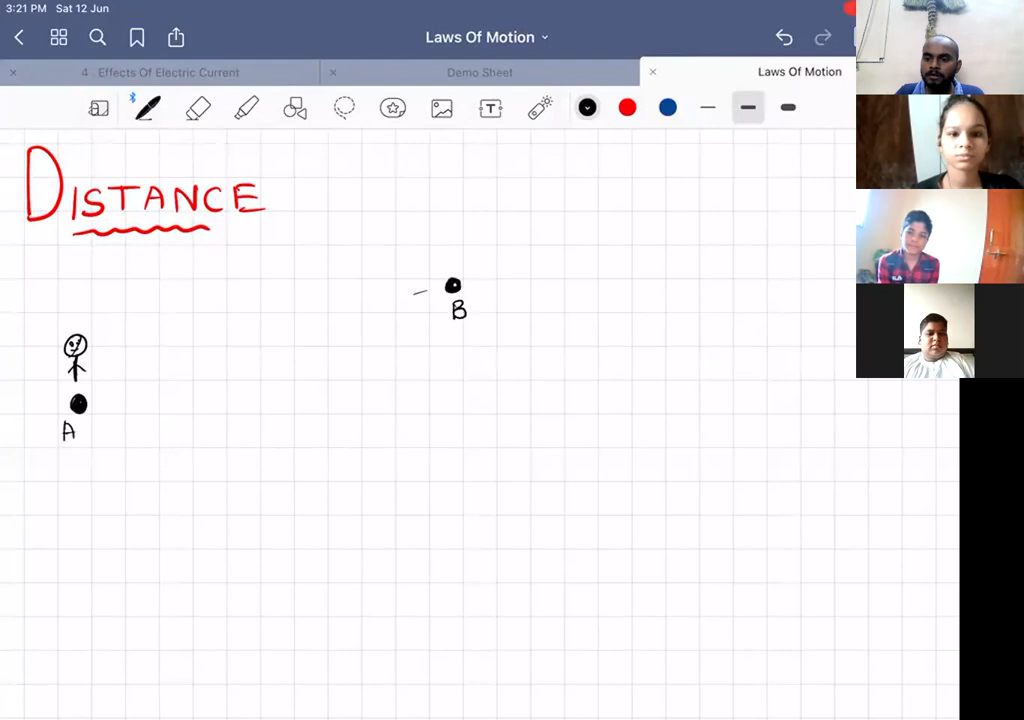 3:21 PM Sat 12 Jun
Laws Of Motion
4 . Effects Of Electric Current
Demo Sheet
Laws Of Motion
DISTANCE
B
A